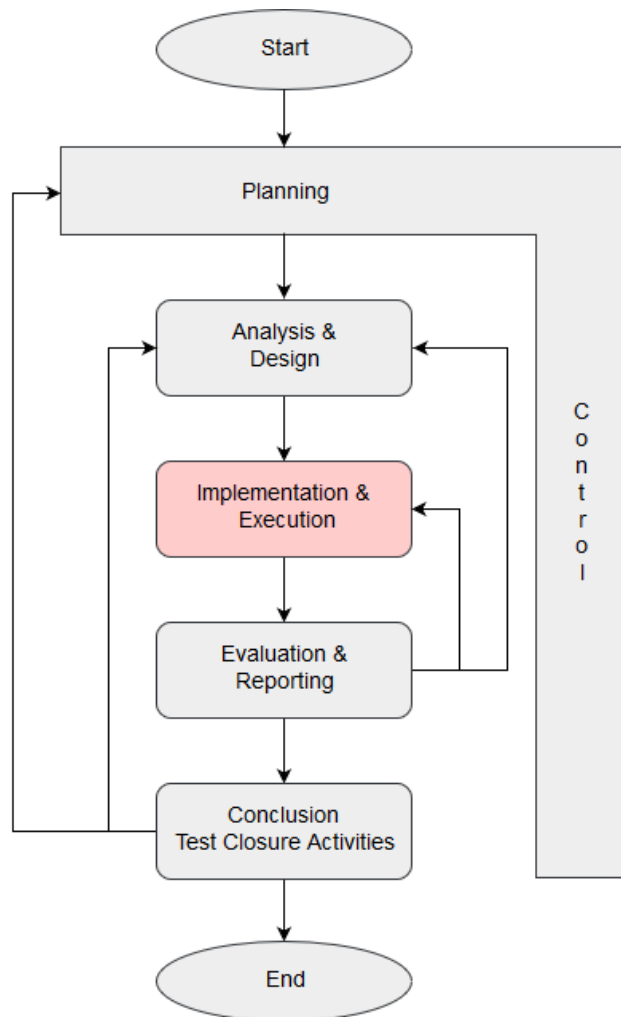 Start
Planning
Analysis &
Design
Implementation &
Execution
Evaluation &
Reporting
Conclusion
Test Closure Activities
End
C
o
n
t
r
o
l